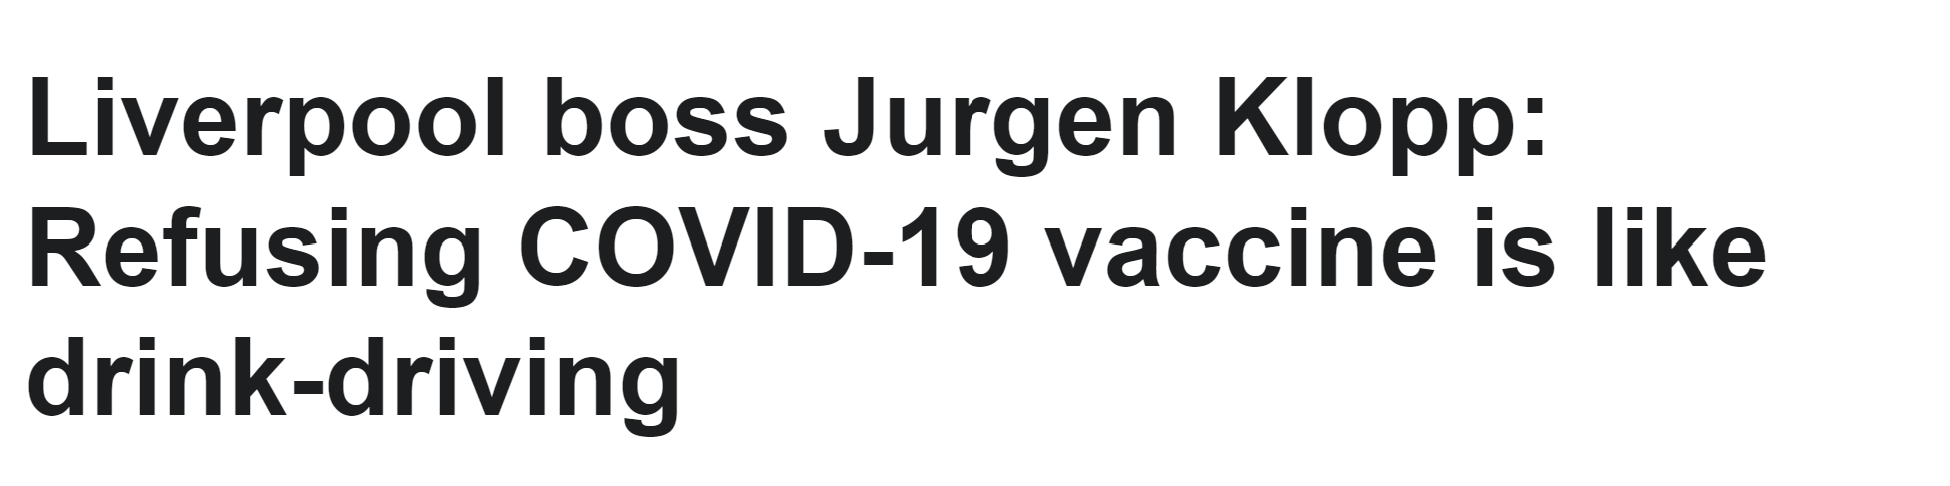 Liverpool boss Jurgen Klopp:
Refusing COVID-19 vaccine is like
drink-driving